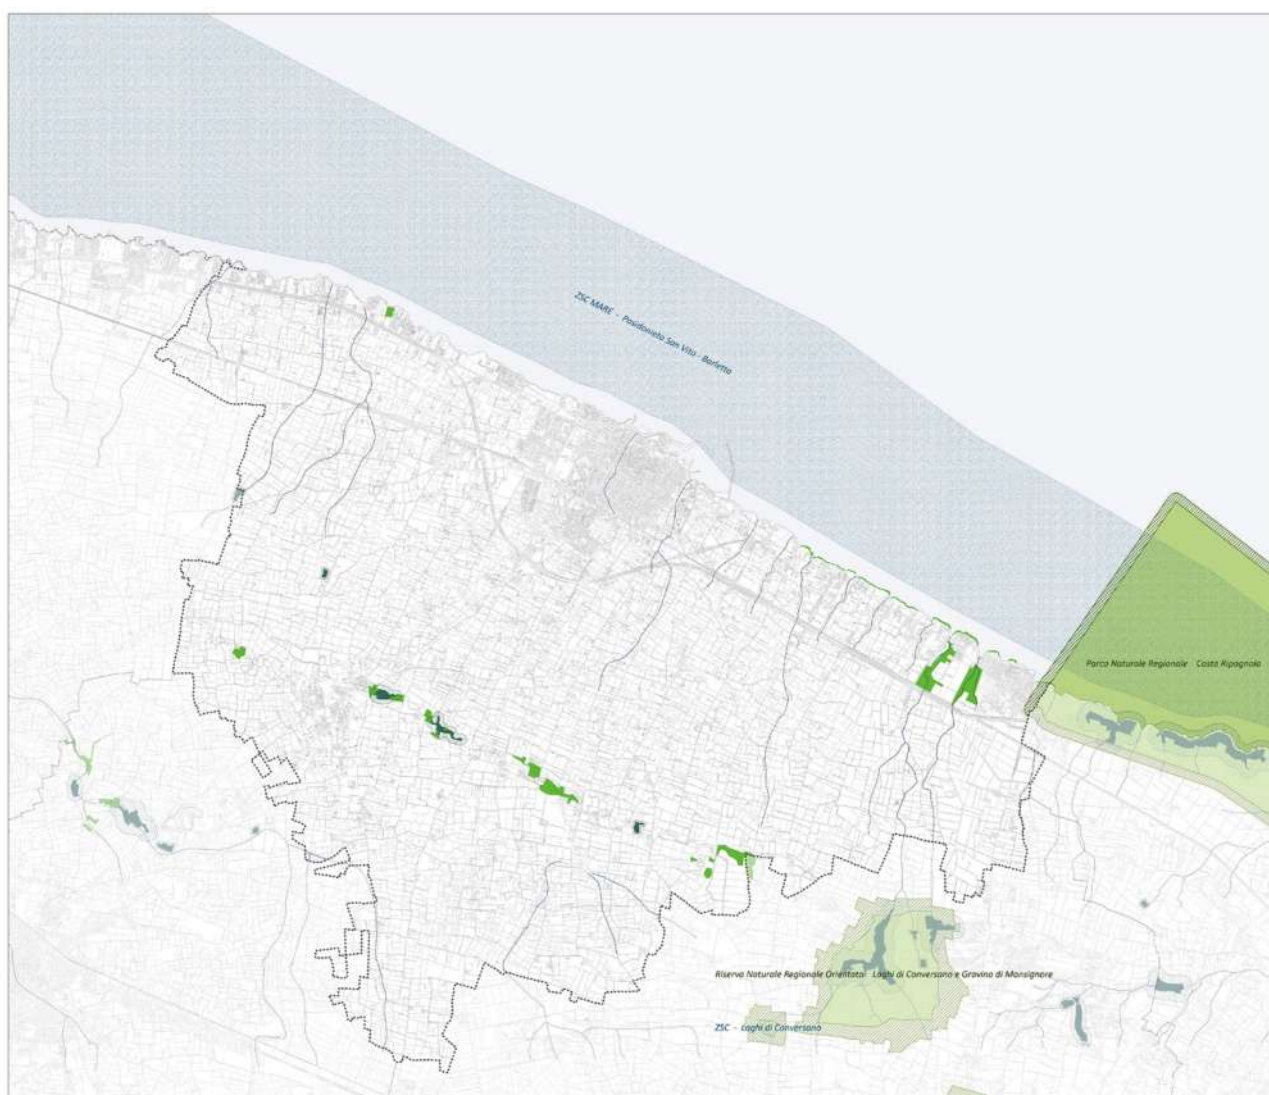 ZSC MARE - Posidonieto San Vito - Barletta
Parco Naturale Regionale Costa Ripagnola
Riserva Naturale Regionale Orientata Laghi di Conversano e Gravina di Monsignore
ZSC - Laghi di Conversano